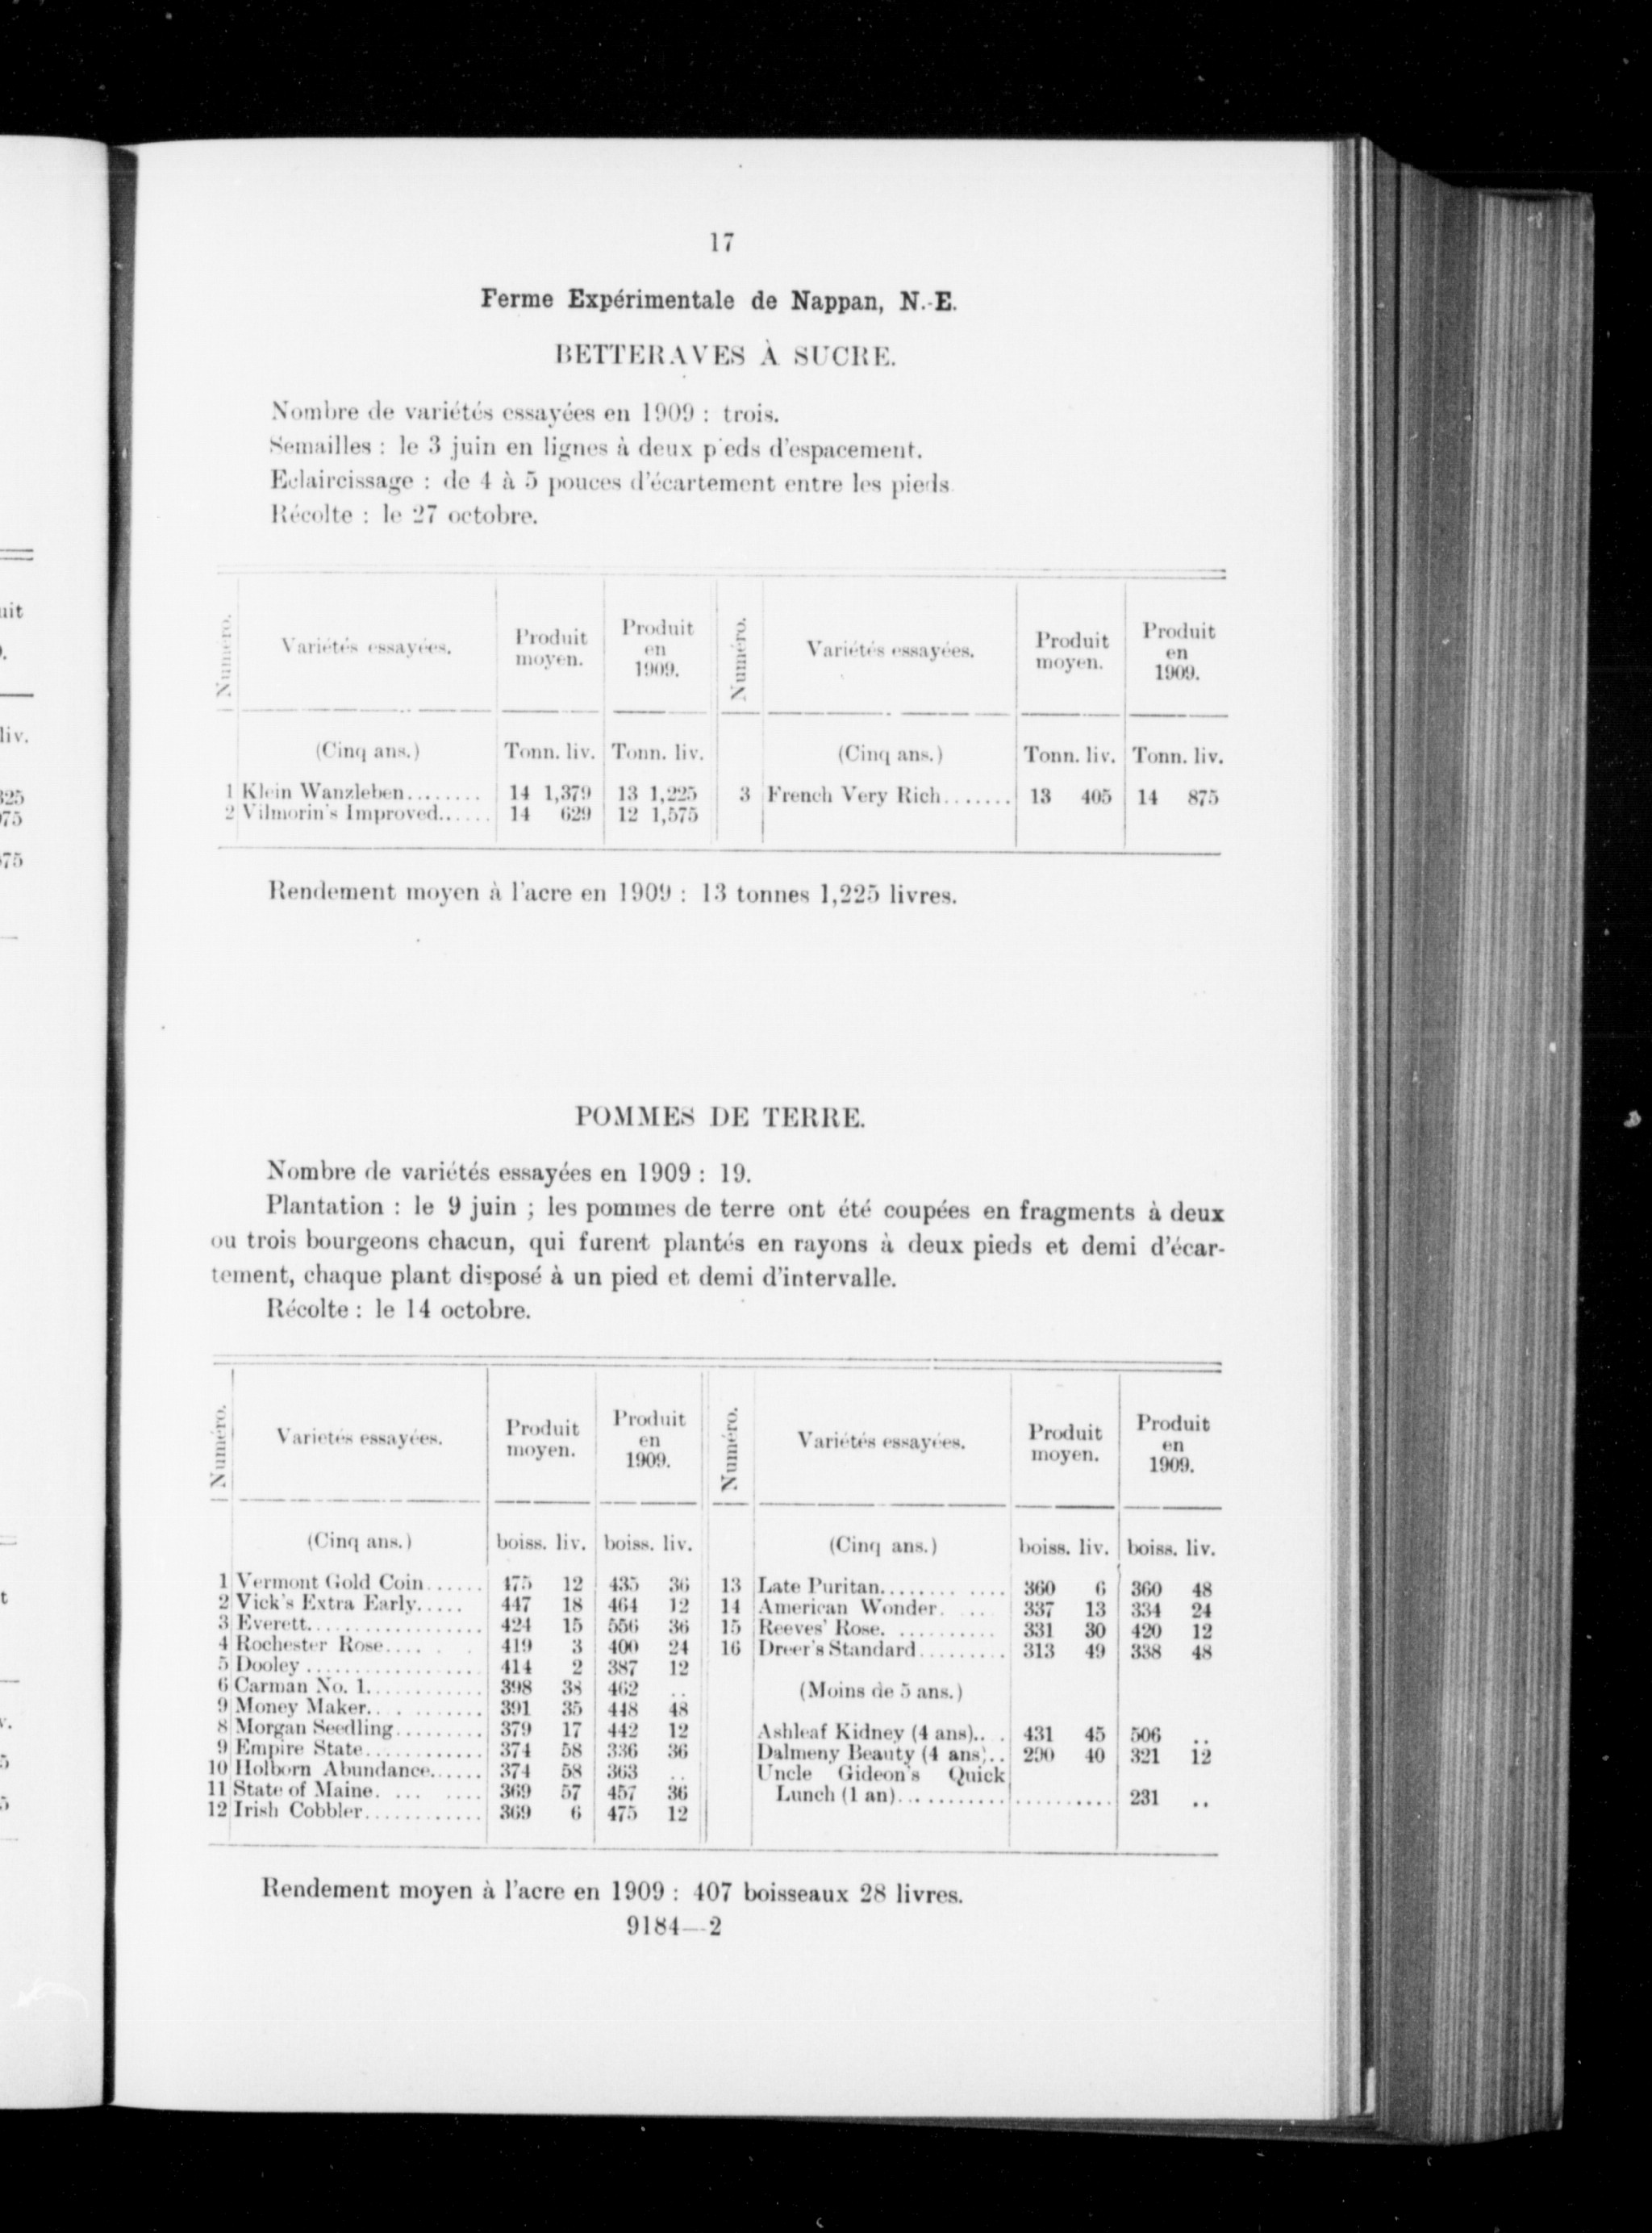 17
Ferme Expérimentale de Nappan, N.-E.
BETTERAVES À SUCRE.
Nombre de variétés essayées en 1909 : trois.
Semailles : le 3 juin en lignes à deux p eds d'espacement.
Eclaircissage : de 4 à 5 pouces d'écartement entre les pieds.
Récolte : le 27 octobre.
Numéro. Variétés essayées. Produit moyen. Produit en 1909. Numéro. Variétés essayées. Produit moyen. Produit en 1909.
(Cinq ans.) Tonn. liv. Tonn. liv. (Cinq ans.) Tonn. liv. Tonn. liv.
1 Klein Wanzleben........ 14 1,379 13 1,225 3 French Very Rich....... 13 405 14 875
2 Vilmorin's Improved...... 14 629 12 1,575
Rendement moyen à l'acre en 1909 : 13 tonnes 1,225 livres.
POMMES DE TERRE.
Nombre de variétés essayées en 1909 : 19.
Plantation : le 9 juin ; les pommes de terre ont été coupées en fragments à deux
ou trois bourgeons chacun, qui furent plantés en rayons à deux pieds et demi d'écar-
tement, chaque plant disposé à un pied et demi d'intervalle.
Récolte : le 14 octobre.
Numéro. Varietés essayées. Produit moyen. Produit en 1909. Numéro. Variétés essayées. Produit moyen. Produit en 1909.
(Cinq ans.) boiss. liv. boiss. liv. (Cinq ans.) boiss. liv. boiss. liv.
1 Vermont Gold Coin...... 475 12 435 36 13 Late Puritan............ 360 6 360 48
2 Vick's Extra Early..... 447 18 464 12 14 American Wonder..... 337 13 334 24
3 Everett.................. 424 15 556 36 15 Reeves' Rose........... 331 30 420 12
4 Rochester Rose..... 419 3 400 24 16 Dreer's Standard......... 313 49 338 48
5 Dooley.................. 414 2 387 12
6 Carman No. 1............ 398 38 462 .. (Moins de 5 ans.)
9 Money Maker............ 391 35 448 48
8 Morgan Seedling......... 379 17 442 12 Ashleaf Kidney (4 ans)... 431 45 506 ..
9 Empire State............ 374 58 336 36 Dalmeny Beauty (4 ans).. 290 40 321 12
10 Holborn Abundance...... 374 58 363 .. Uncle Gideon's Quick
11 State of Maine........ 369 57 457 36 Lunch (1 an)..................... 231 ..
12 Irish Cobbler............ 369 6 475 12
Rendement moyen à l'acre en 1909 : 407 boisseaux 28 livres.
9184—2